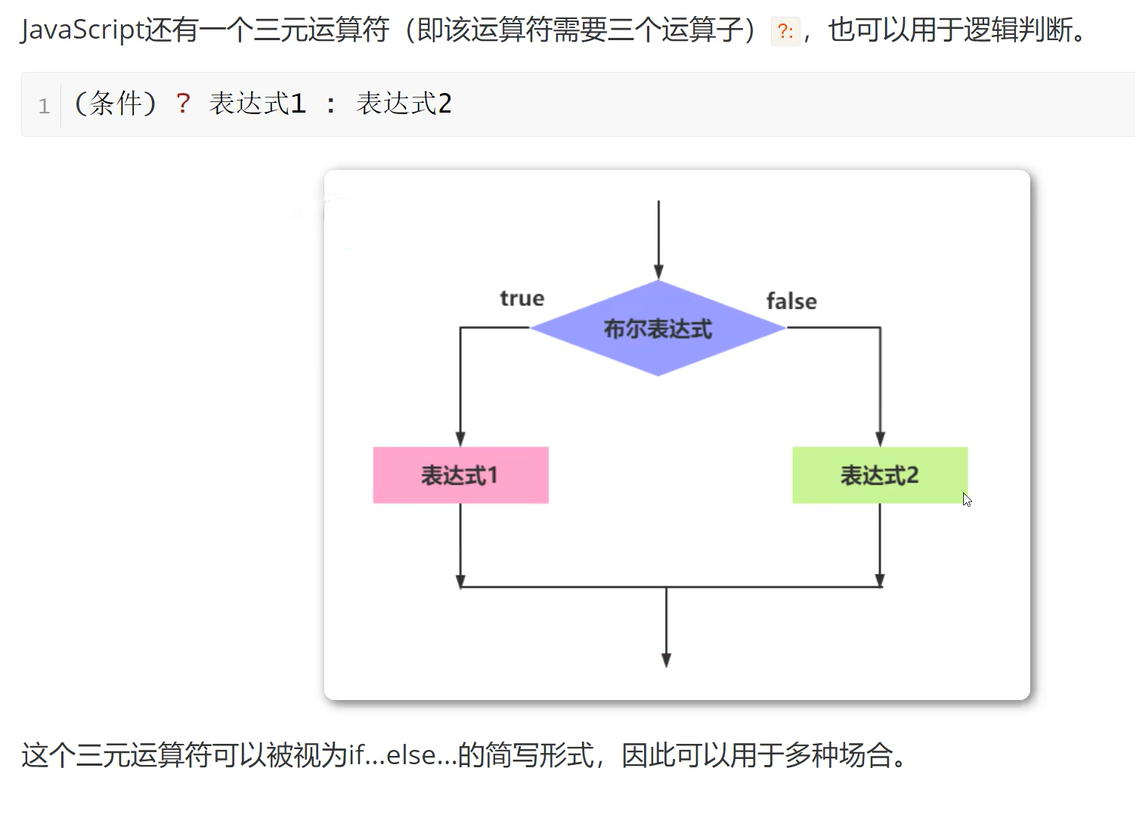 JavaScript还有一个三元运算符（即该运算符需要三个运算子）?:，也可以用于逻辑判断。
1 (条件) ? 表达式1 : 表达式2
true
false
布尔表达式
表达式1
表达式2
这个三元运算符可以被视为if...else...的简写形式，因此可以用于多种场合。